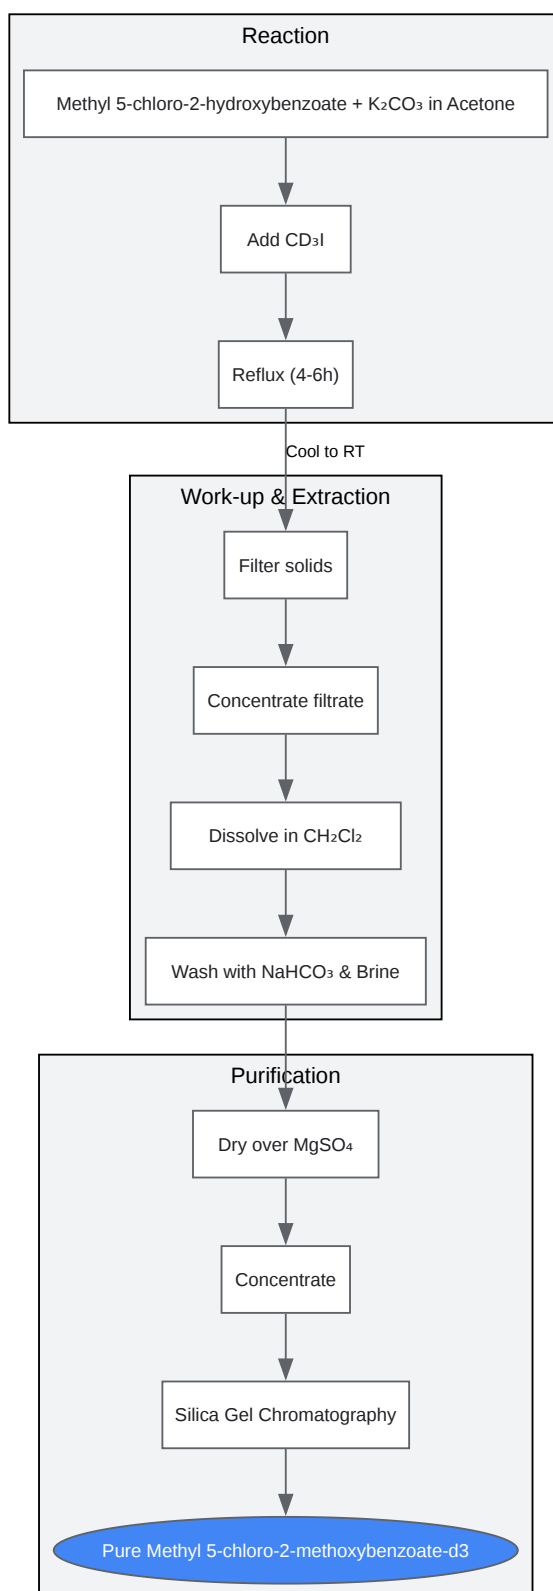 Reaction
Methyl 5-chloro-2-hydroxybenzoate + K₂CO₃ in Acetone
Add CD₃I
Reflux (4-6h)
Cool to RT
Work-up & Extraction
Filter solids
Concentrate filtrate
Dissolve in CH₂Cl₂
Wash with NaHCO₃ & Brine
Purification
Dry over MgSO₄
Concentrate
Silica Gel Chromatography
Pure Methyl 5-chloro-2-methoxybenzoate-d3